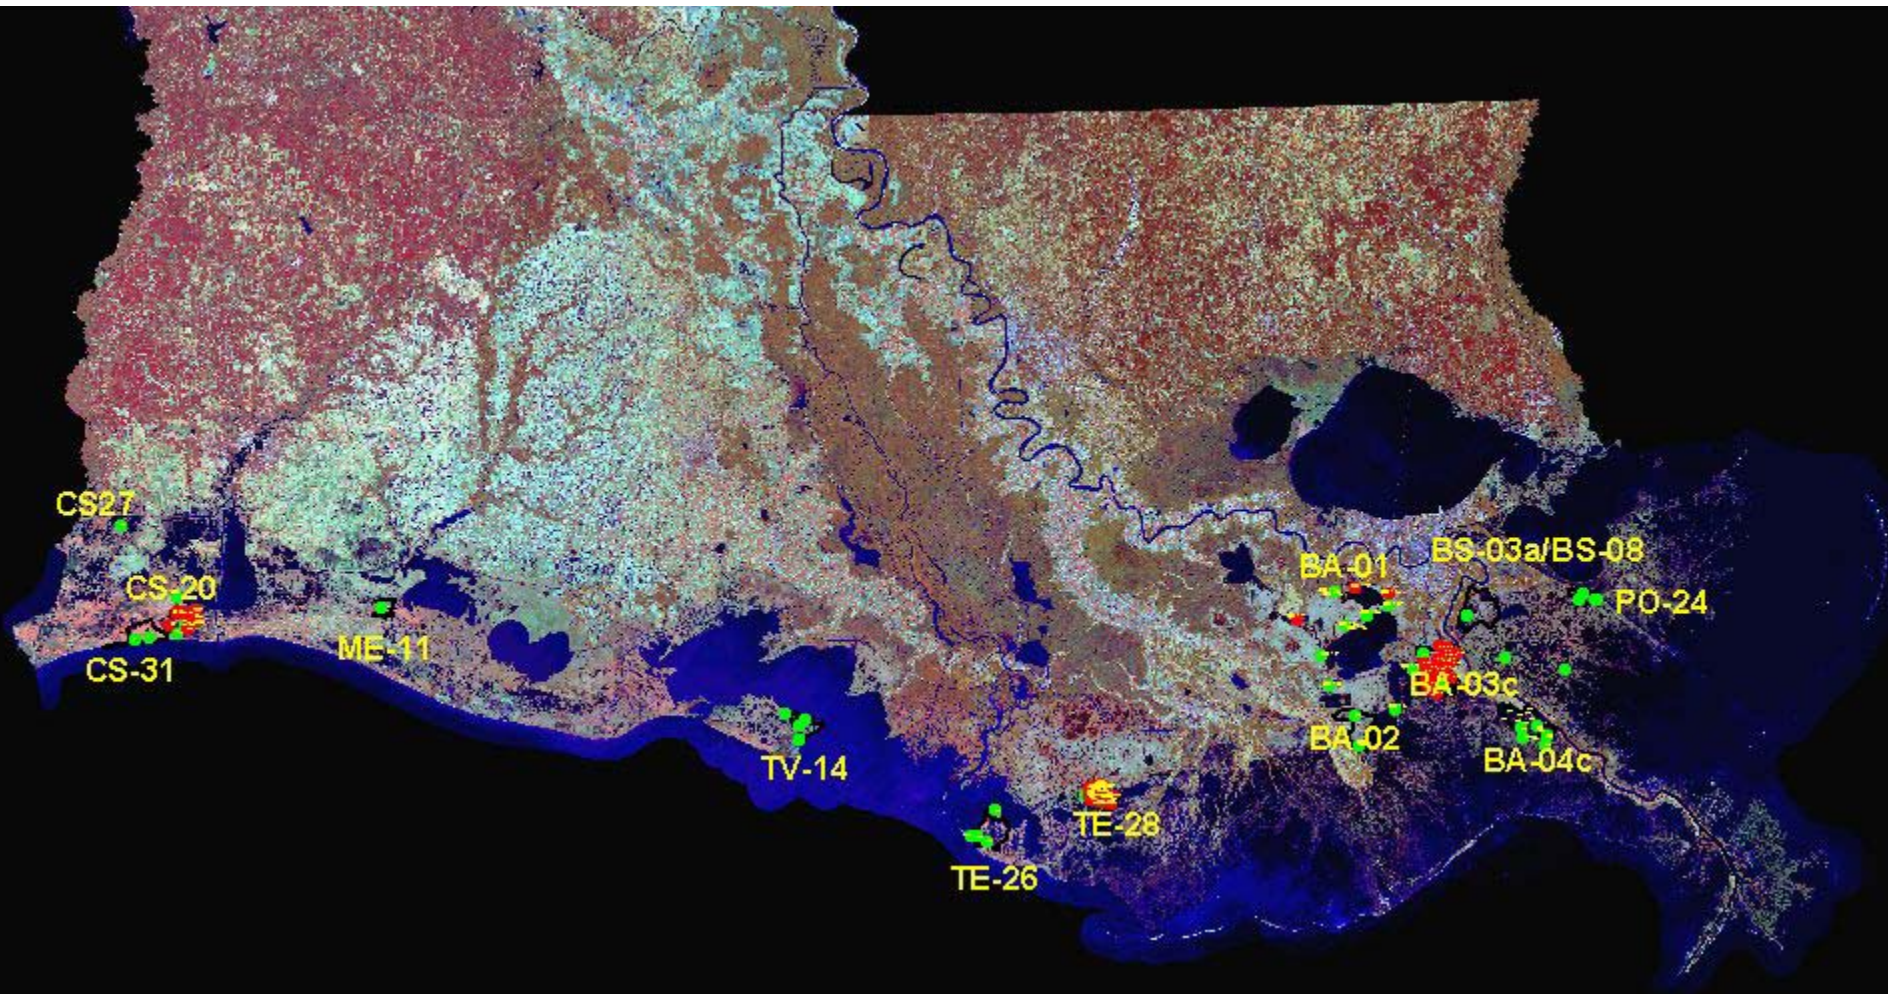 CS27
CS-20
CS-31
ME-11
TV-14
TE-26
TE-28
BA-01
BS-03a/BS-08
PO-24
BA-03c
BA-02
BA-04c